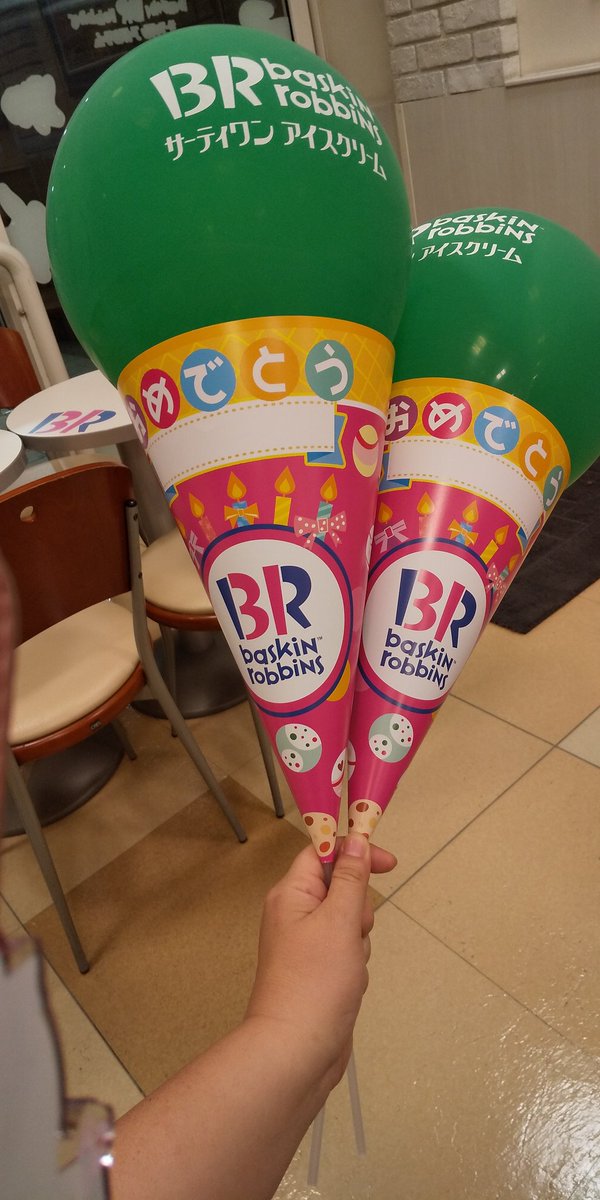 BR baskin robbins
サーティワン アイスクリーム
おめでとう
BR
baskin
robbins
baskin
robbins
アイスクリーム
おめでとう
BR
baskin
robbins
BR